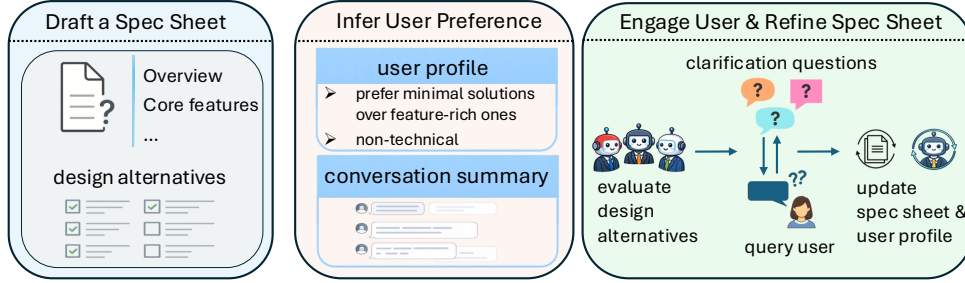 Draft a Spec Sheet
?
Overview
Core features
...
design alternatives
Infer User Preference
user profile
➢ prefer minimal solutions
over feature-rich ones
➢ non-technical
conversation summary
Engage User & Refine Spec Sheet
clarification questions
? ?
?
??
evaluate
design
alternatives
query user
update
spec sheet &
user profile